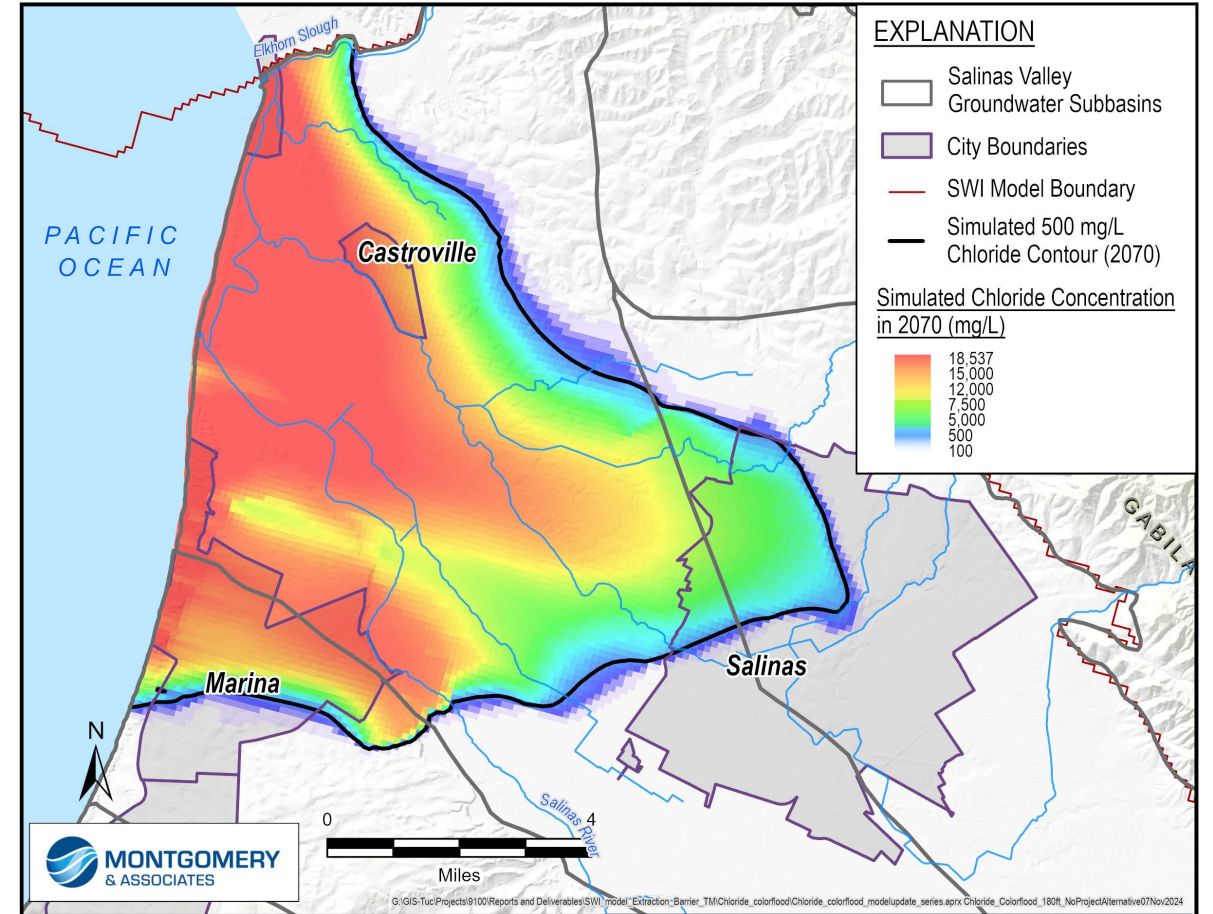 Elkhorn Slough
PACIFIC
OCEAN
Castroville
Marina
Salinas
GABILA
Salinas River
N
0 4
Miles
MONTGOMERY
& ASSOCIATES
EXPLANATION
Salinas Valley
Groundwater Subbasins
City Boundaries
SWI Model Boundary
Simulated 500 mg/L
Chloride Contour (2070)
Simulated Chloride Concentration
in 2070 (mg/L)
18,537
15,000
12,000
7,500
5,000
500
100
G:\GIS-Tuc\Projects\9100\Reports and Deliverables\SWI_model_Extraction_Barrier_TM\Chloride_colorflood\Chloride_colorflood_modelupdate_series.aprx Chloride_Colorflood_180ft_NoProjectAlternative07Nov2024